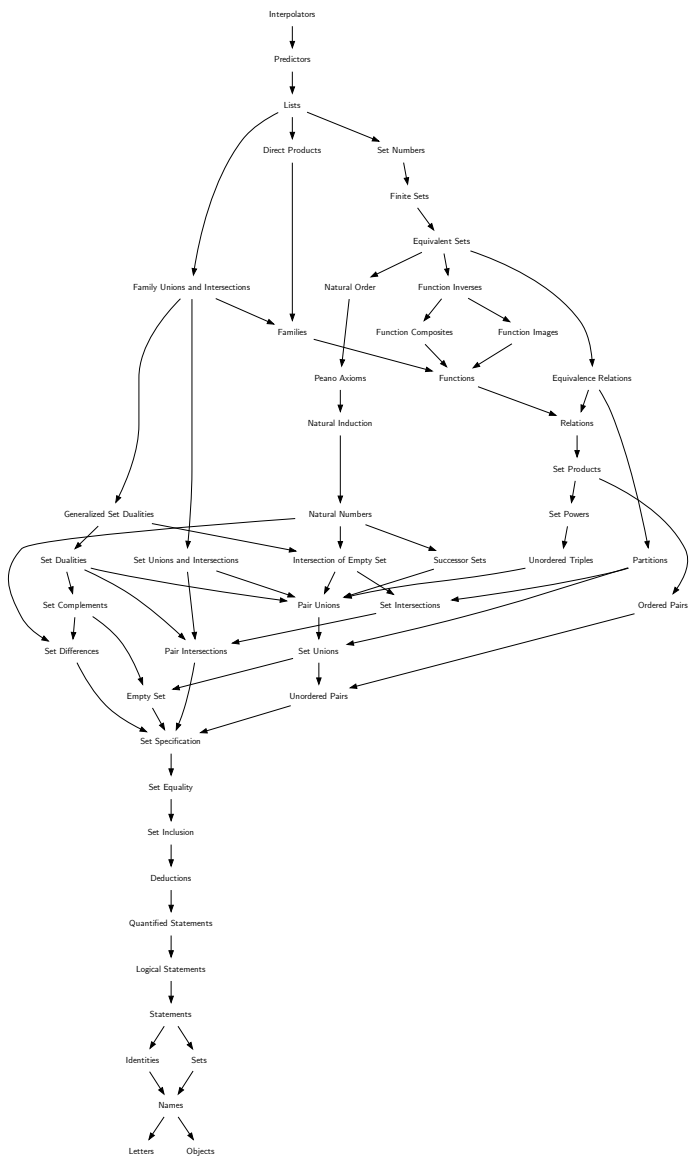 Interpolators
Predictors
Lists
Direct Products
Set Numbers
Finite Sets
Equivalent Sets
Family Unions and Intersections
Natural Order
Function Inverses
Families
Function Composites
Function Images
Peano Axioms
Functions
Equivalence Relations
Natural Induction
Relations
Set Products
Generalized Set Dualities
Natural Numbers
Set Powers
Set Dualities
Set Unions and Intersections
Intersection of Empty Set
Successor Sets
Unordered Triples
Partitions
Set Complements
Pair Unions
Set Intersections
Ordered Pairs
Set Differences
Pair Intersections
Set Unions
Empty Set
Unordered Pairs
Set Specification
Set Equality
Set Inclusion
Deductions
Quantified Statements
Logical Statements
Statements
Identities
Sets
Names
Letters
Objects